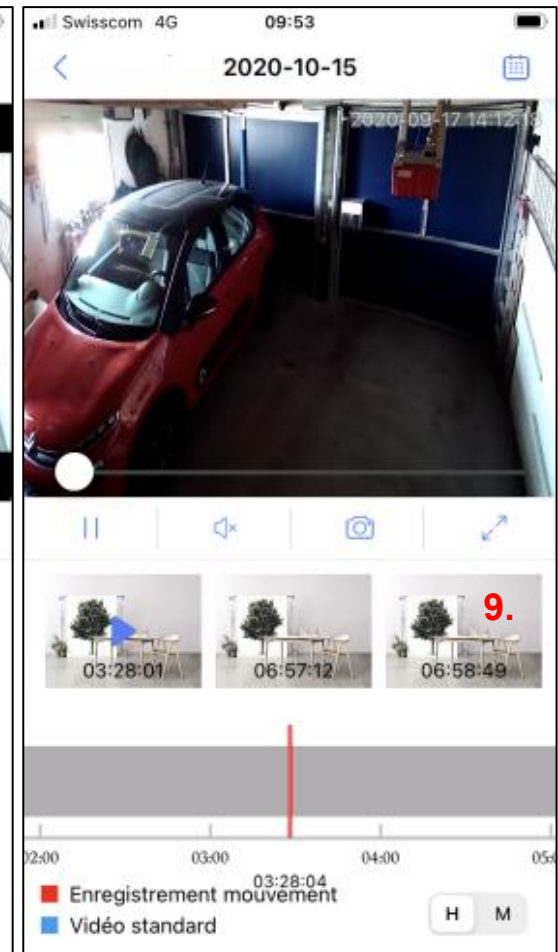 Swisscom 4G 09:53
2020-10-15
2020-09-17 14:12:18
9.
03:28:01 06:57:12 06:58:49
02:00 03:00 04:00 05:0
03:28:04
Enregistrement mouvement
Vidéo standard
H M